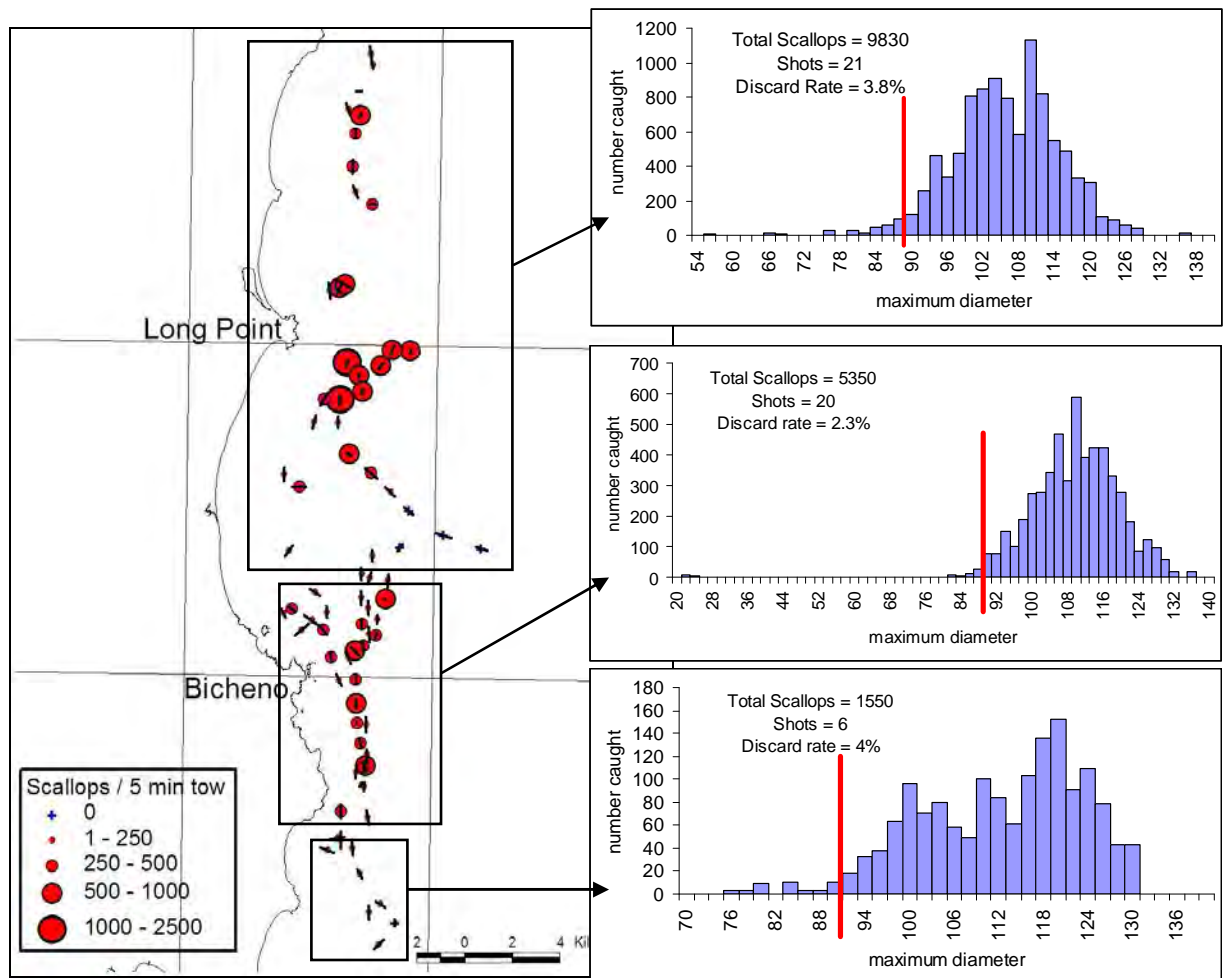 Long Point
Bicheno
Scallops / 5 min tow
0
1 - 250
250 - 500
500 - 1000
1000 - 2500
2 0 2 4 Kil
Total Scallops = 9830
Shots = 21
Discard Rate = 3.8%
number caught
1200
1000
800
600
400
200
0
54 60 66 72 78 84 90 96 102 108 114 120 126 132 138
maximum diameter
Total Scallops = 5350
Shots = 20
Discard rate = 2.3%
number caught
700
600
500
400
300
200
100
0
20 28 36 44 52 60 68 76 84 92 100 108 116 124 132 140
maximum diameter
Total Scallops = 1550
Shots = 6
Discard rate = 4%
number caught
180
160
140
120
100
80
60
40
20
0
70 76 82 88 94 100 106 112 118 124 130 136
maximum diameter